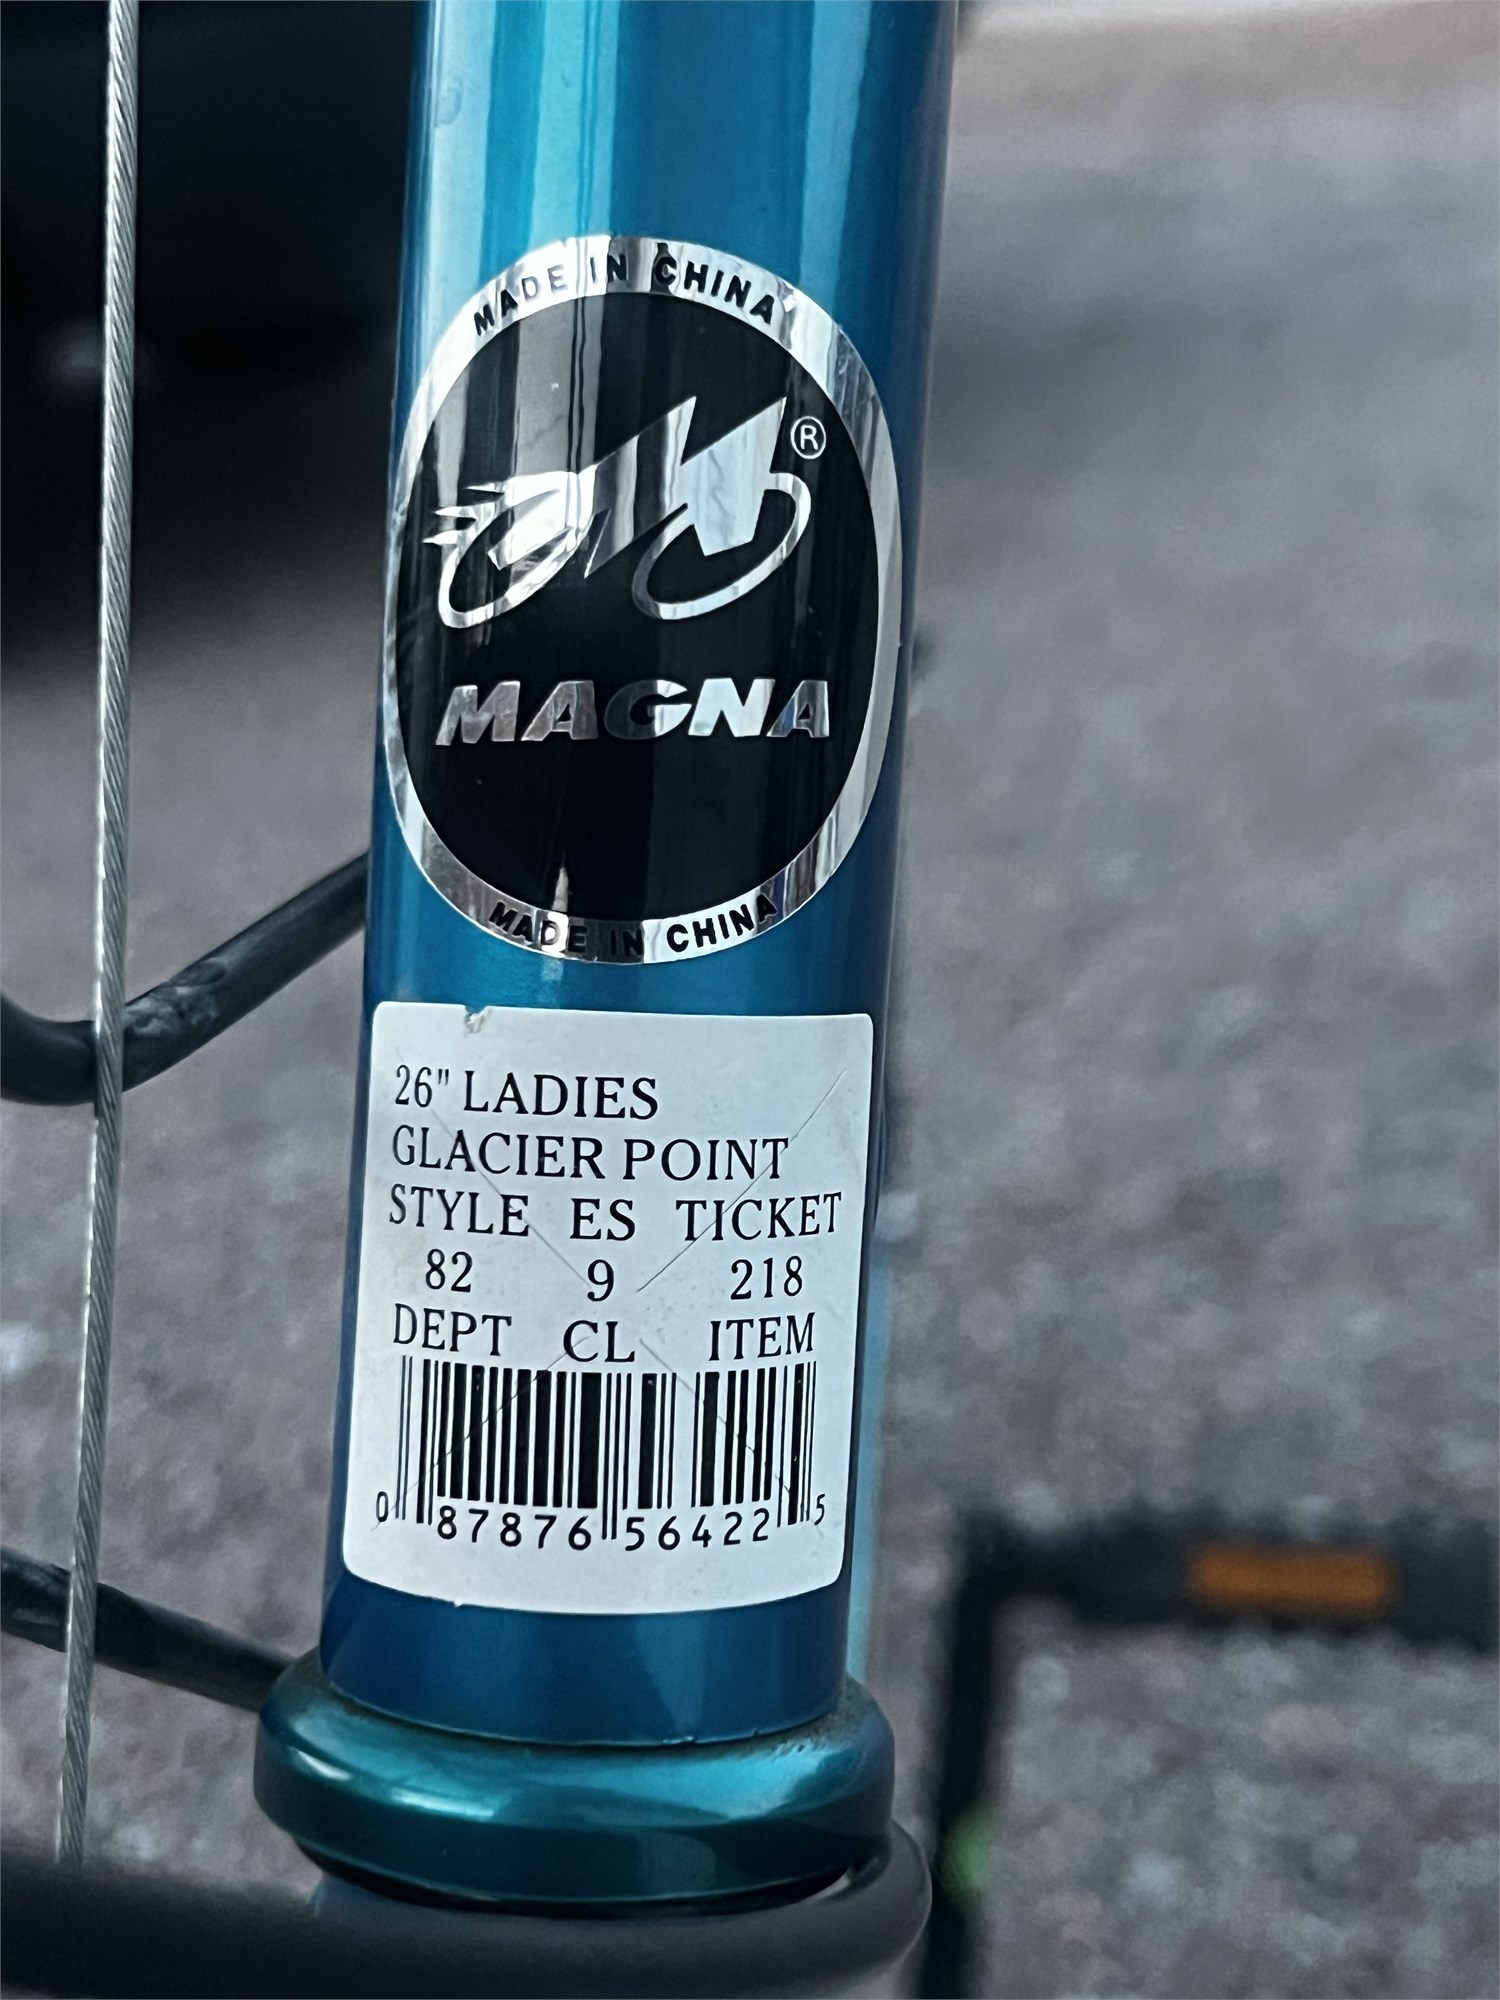 MADE IN CHINA
®
MAGNA
MADE IN CHINA
26" LADIES
GLACIER POINT
STYLE ES TICKET
82 9 218
DEPT CL ITEM
0 87876 56422 5